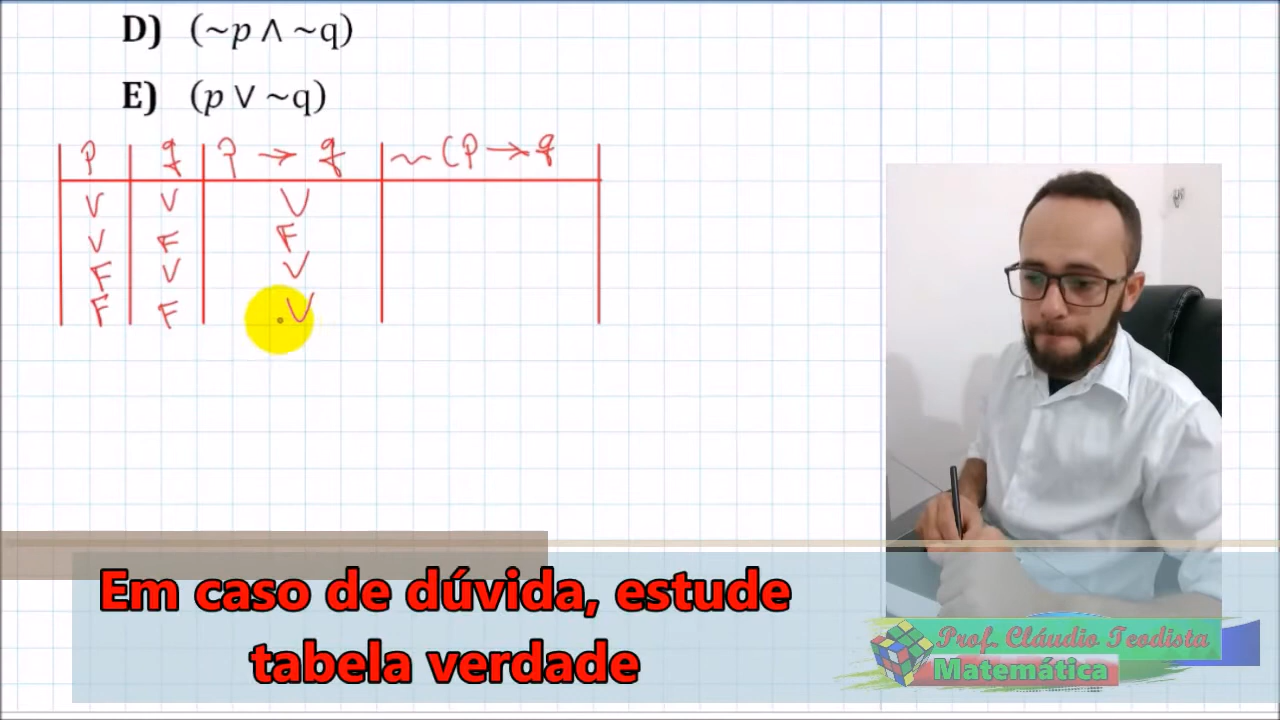 D) (~p ∧ ~q)
E) (p ∨ ~q)
p q p → q ~(p → q
V V V
V F F
F V V
F F V
Em caso de dúvida, estude
tabela verdade
Prof. Cláudio Teodista
Matemática